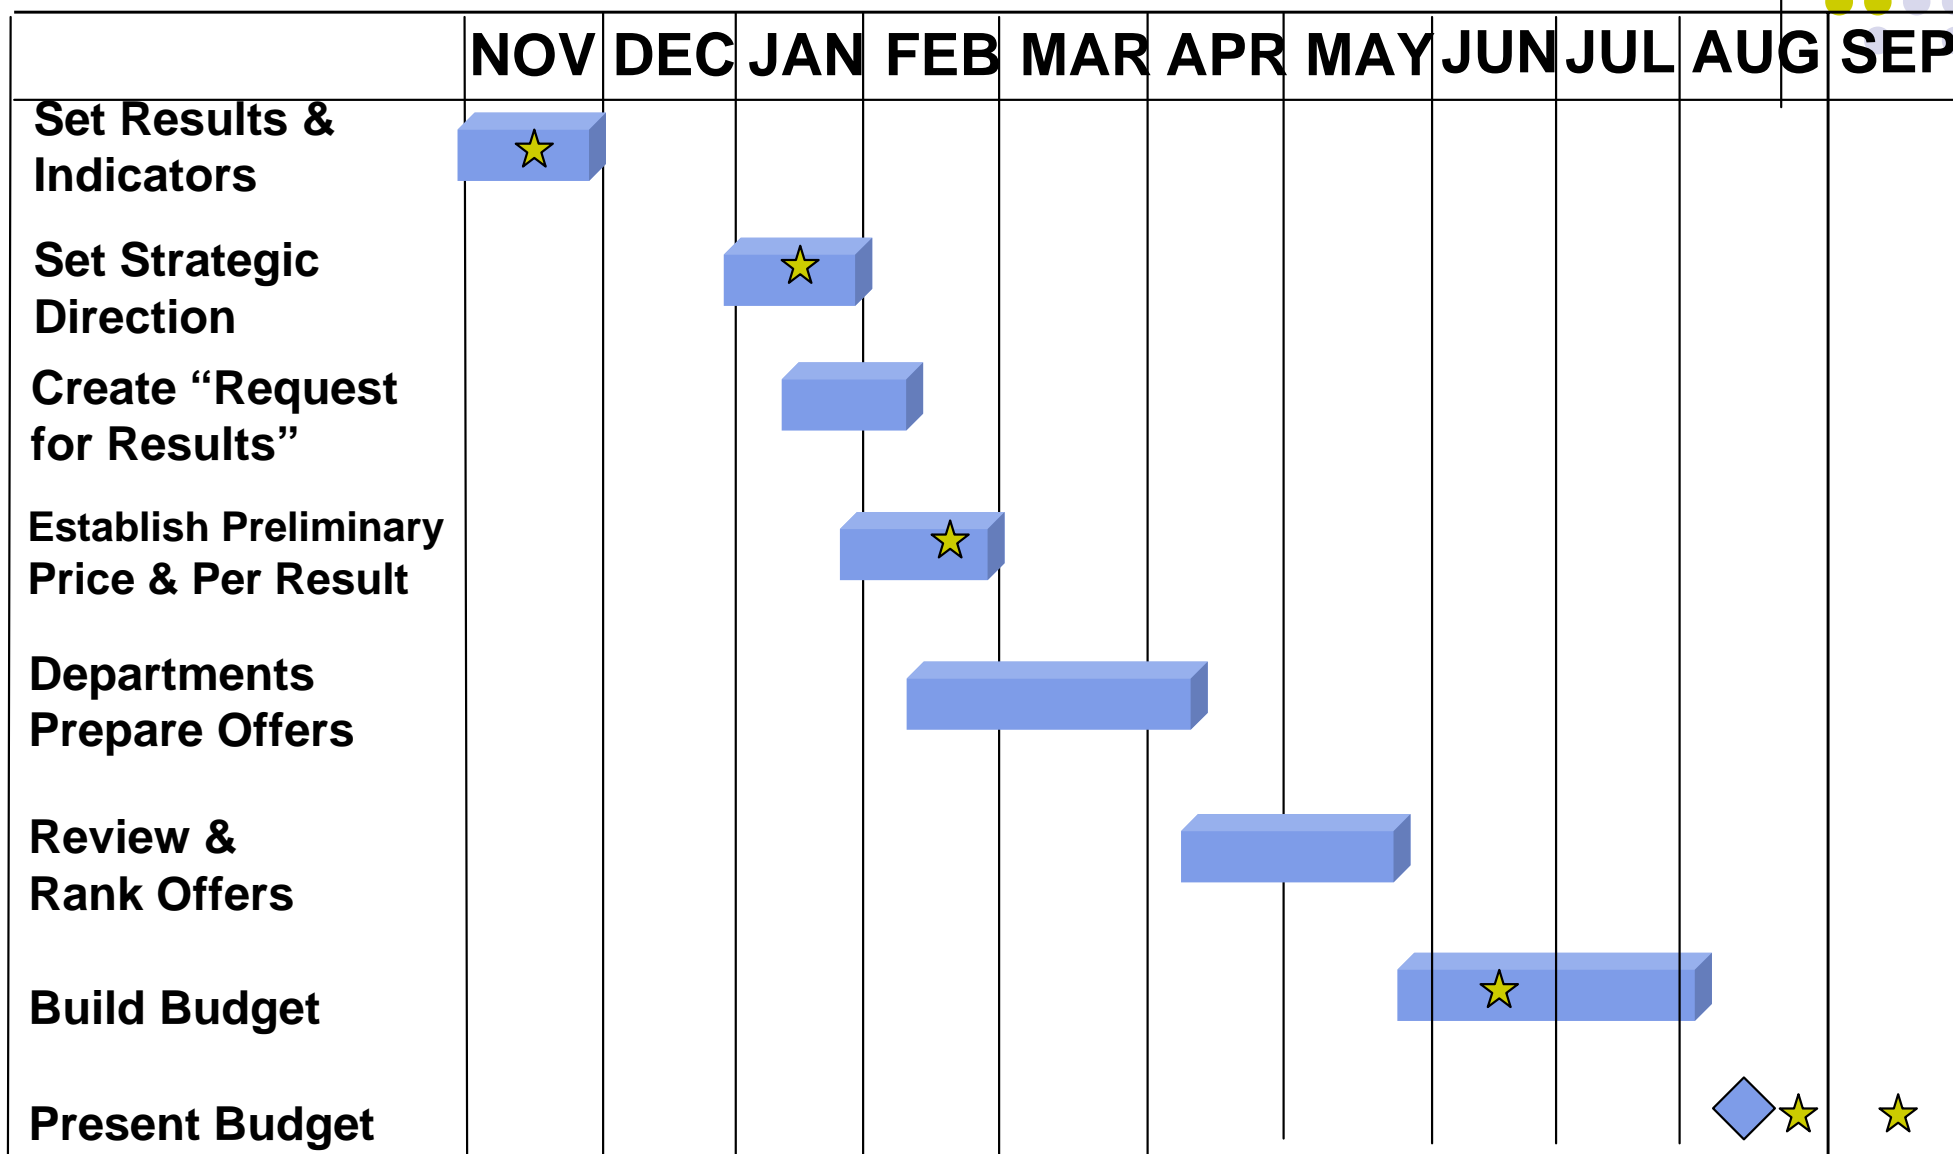 NOV DEC JAN FEB MAR APR MAY JUN JUL AUG SEP
Set Results &
Indicators
Set Strategic
Direction
Create “Request
for Results”
Establish Preliminary
Price & Per Result
Departments
Prepare Offers
Review &
Rank Offers
Build Budget
Present Budget